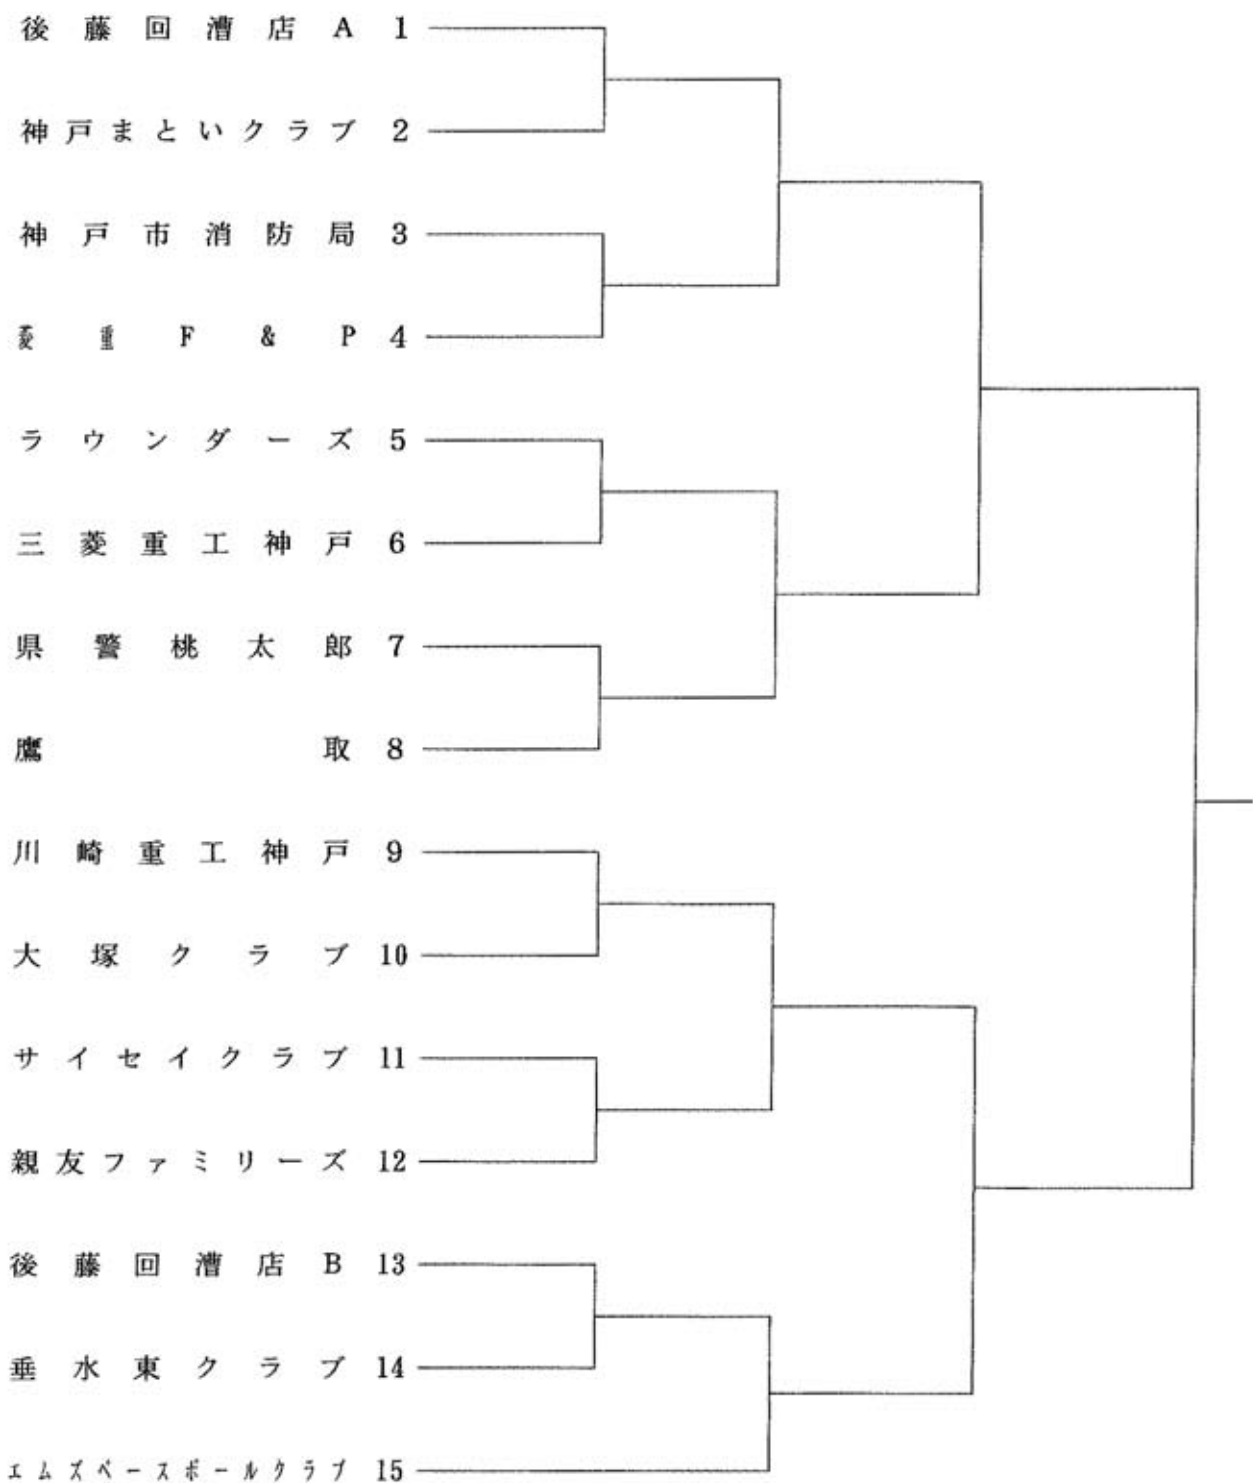 後藤回漕店A 1
神戸まといクラブ 2
神戸市消防局 3
菱重F&P 4
ラウンダーズ 5
三菱重工神戸 6
県警桃太郎 7
鷹取 8
川崎重工神戸 9
大塚クラブ 10
サイセイクラブ 11
親友ファミリーズ 12
後藤回漕店B 13
垂水東クラブ 14
エムズベースボールクラブ 15